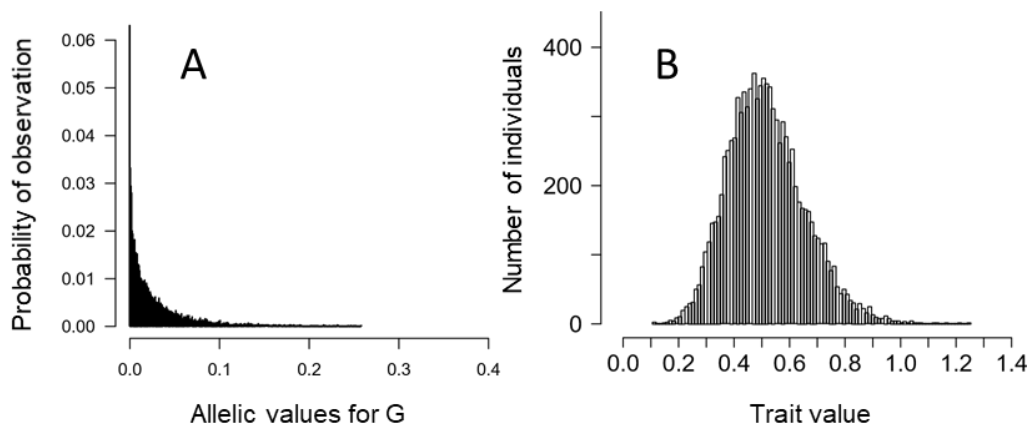 A
Probability of observation
0.06
0.05
0.04
0.03
0.02
0.01
0.00
0.0 0.1 0.2 0.3 0.4
Allelic values for G
B
Number of individuals
400
200
0
0.0 0.2 0.4 0.6 0.8 1.0 1.2 1.4
Trait value